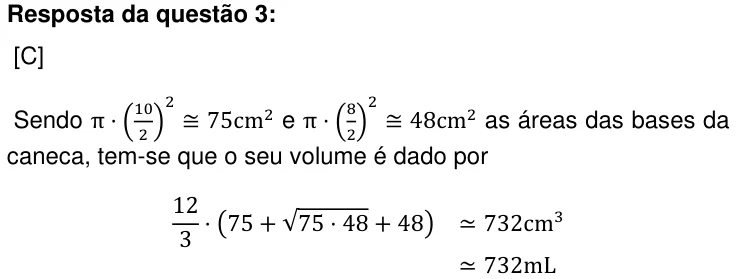 Resposta da questão 3:
[C]
Sendo π · (10/2)² ≅ 75cm² e π · (8/2)² ≅ 48cm² as áreas das bases da
caneca, tem-se que o seu volume é dado por
12/3 · (75 + √(75 · 48) + 48) ≃ 732cm³
≃ 732mL